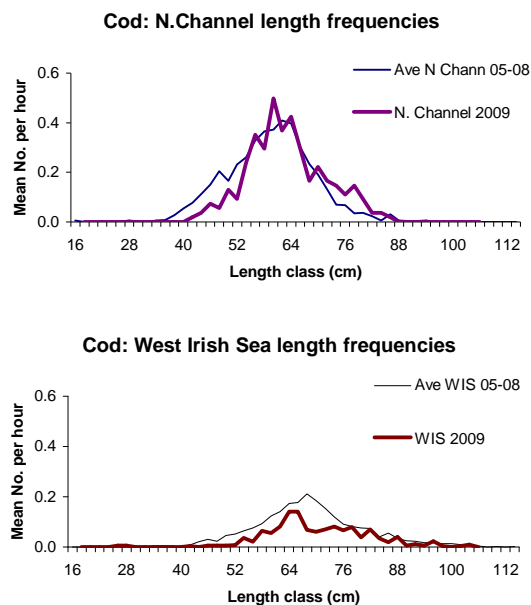 Cod: N.Channel length frequencies
Ave N Chann 05-08
N. Channel 2009
Mean No. per hour
0.6
0.4
0.2
0.0
16 28 40 52 64 76 88 100 112
Length class (cm)
Cod: West Irish Sea length frequencies
Ave WIS 05-08
WIS 2009
Mean No. per hour
0.6
0.4
0.2
0.0
16 28 40 52 64 76 88 100 112
Length class (cm)